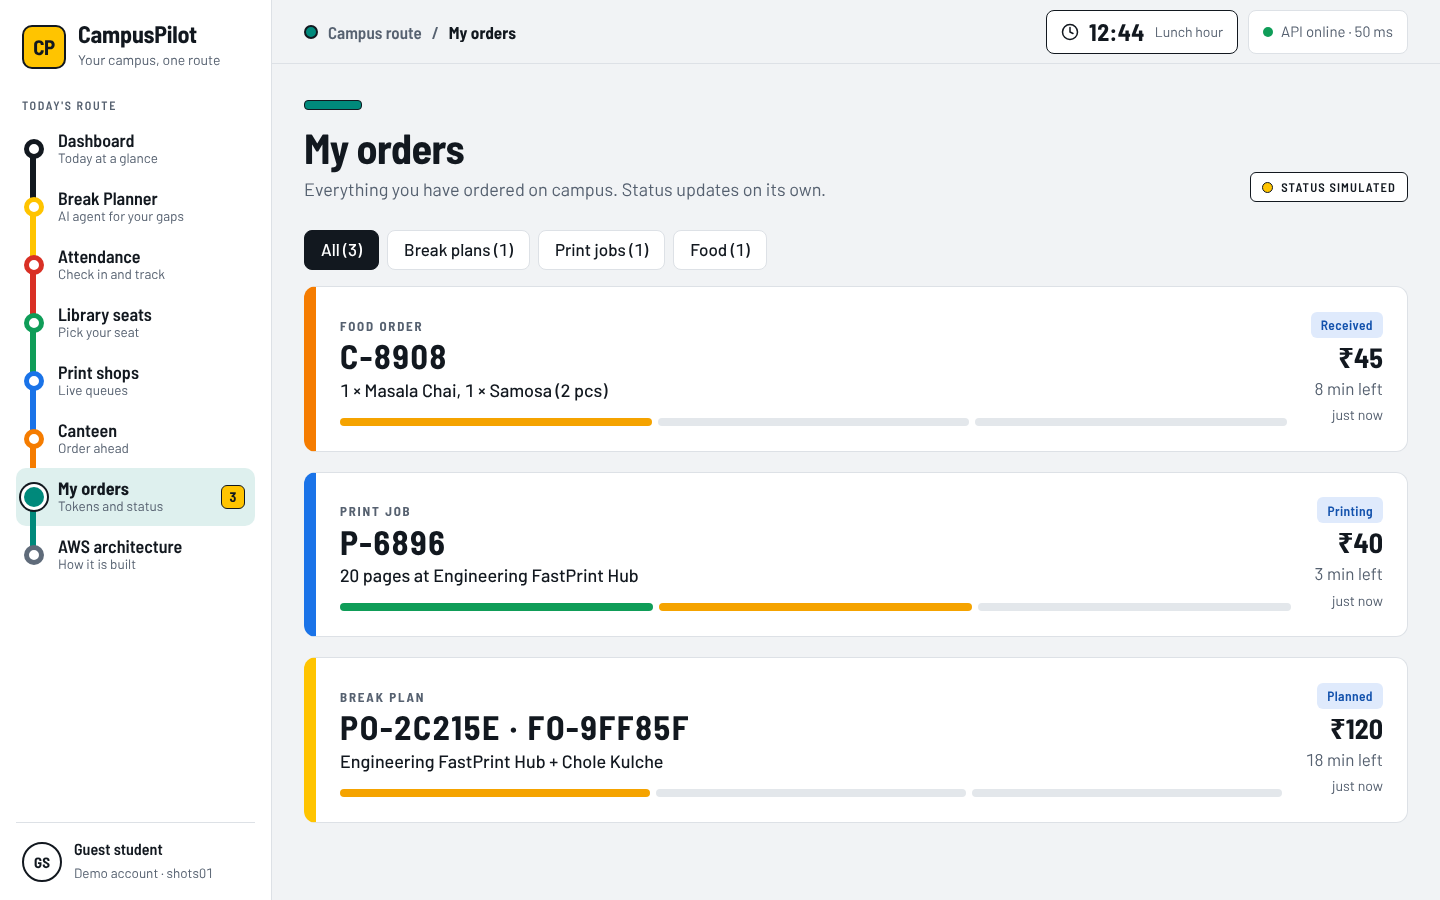 CP
CampusPilot
Your campus, one route
TODAY'S ROUTE
Dashboard
Today at a glance
Break Planner
AI agent for your gaps
Attendance
Check in and track
Library seats
Pick your seat
Print shops
Live queues
Canteen
Order ahead
My orders
Tokens and status
3
AWS architecture
How it is built
GS
Guest student
Demo account · shots01
Campus route / My orders
12:44 Lunch hour
API online · 50 ms
My orders
Everything you have ordered on campus. Status updates on its own.
STATUS SIMULATED
All (3)
Break plans (1)
Print jobs (1)
Food (1)
FOOD ORDER
C-8908
1 × Masala Chai, 1 × Samosa (2 pcs)
Received
₹45
8 min left
just now
PRINT JOB
P-6896
20 pages at Engineering FastPrint Hub
Printing
₹40
3 min left
just now
BREAK PLAN
PO-2C215E · FO-9FF85F
Engineering FastPrint Hub + Chole Kulche
Planned
₹120
18 min left
just now